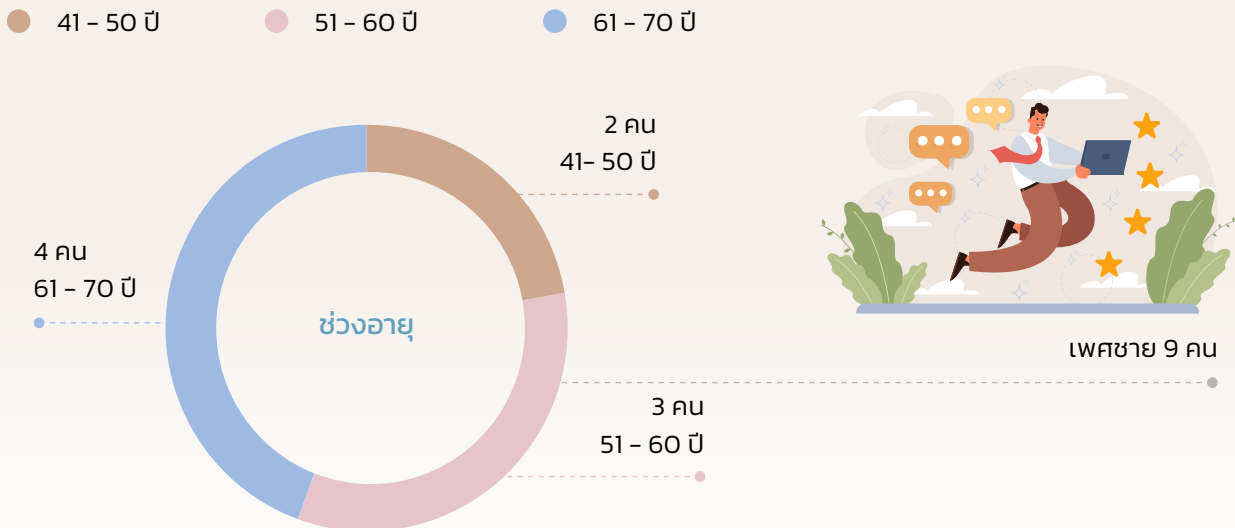 41 - 50 ปี
51 - 60 ปี
61 - 70 ปี
2 คน
41- 50 ปี
4 คน
61 - 70 ปี
ช่วงอายุ
เพศชาย 9 คน
3 คน
51 - 60 ปี